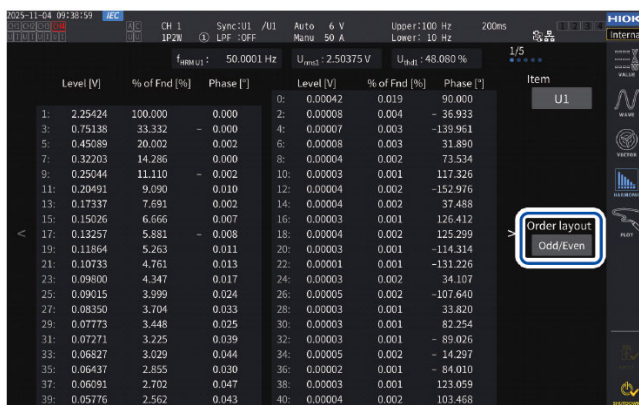 2025-11-04 09:38:59 IEC CH 1 Sync:U1 /U1 Auto 6 V Upper:100 Hz 200ms HIOKI
1P2W ① LPF :OFF Manu 50 A Lower: 10 Hz Interna
fHRM U1: 50.0001 Hz Urms1 : 2.50375 V Uthd1 : 48.080 % 1/5
Level [V] % of Fnd [%] Phase [°] Level [V] % of Fnd [%] Phase [°] Item
VALUE
0: 0.00042 0.019 90.000 U1
1: 2.25424 100.000 0.000 2: 0.00008 0.004 - 36.933
WAVE
3: 0.75138 33.332 - 0.000 4: 0.00007 0.003 -139.961
5: 0.45089 20.002 0.002 6: 0.00008 0.003 31.890
7: 0.32203 14.286 0.000 8: 0.00004 0.002 73.534
VECTOR
9: 0.25044 11.110 - 0.002 10: 0.00003 0.001 117.326
11: 0.20491 9.090 0.010 12: 0.00004 0.002 -152.976
13: 0.17337 7.691 0.002 14: 0.00004 0.002 37.488
HARMONIC
15: 0.15026 6.666 0.007 16: 0.00003 0.001 126.412
< 17: 0.13257 5.881 - 0.008 18: 0.00004 0.002 125.299 > Order layout
PLOT
19: 0.11864 5.263 0.011 20: 0.00003 0.001 -114.314 Odd/Even
21: 0.10733 4.761 0.013 22: 0.00001 0.001 -131.226
23: 0.09800 4.347 0.017 24: 0.00003 0.002 34.107
25: 0.09015 3.999 0.024 26: 0.00005 0.002 -107.640
27: 0.08350 3.704 0.033 28: 0.00003 0.001 33.820
29: 0.07773 3.448 0.025 30: 0.00003 0.001 82.254
31: 0.07271 3.225 0.039 32: 0.00003 0.001 - 89.026
33: 0.06827 3.029 0.044 34: 0.00005 0.002 - 14.297
35: 0.06437 2.855 0.030 36: 0.00002 0.001 - 84.010
37: 0.06091 2.702 0.047 38: 0.00003 0.001 123.059
39: 0.05776 2.562 0.043 40: 0.00004 0.002 103.468
SHUTDOWN